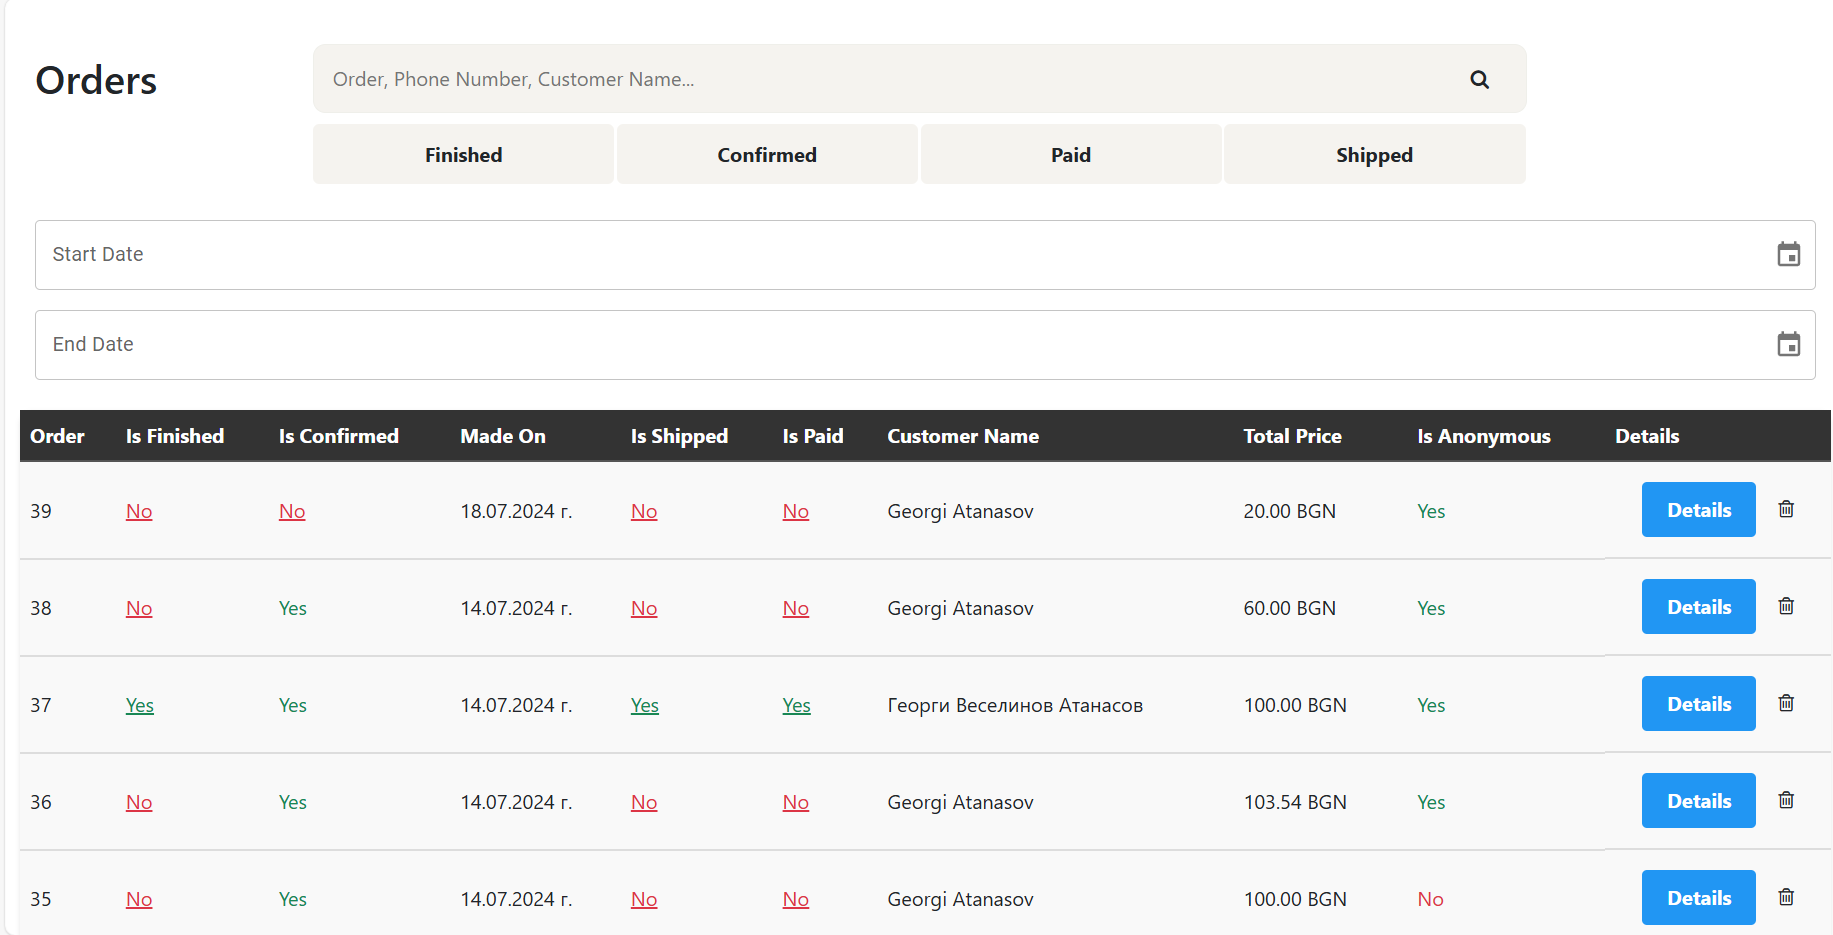 Orders
Order, Phone Number, Customer Name...
Finished Confirmed Paid Shipped
Start Date
End Date
Order Is Finished Is Confirmed Made On Is Shipped Is Paid Customer Name Total Price Is Anonymous Details
39 No No 18.07.2024 г. No No Georgi Atanasov 20.00 BGN Yes Details
38 No Yes 14.07.2024 г. No No Georgi Atanasov 60.00 BGN Yes Details
37 Yes Yes 14.07.2024 г. Yes Yes Георги Веселинов Атанасов 100.00 BGN Yes Details
36 No Yes 14.07.2024 г. No No Georgi Atanasov 103.54 BGN Yes Details
35 No Yes 14.07.2024 г. No No Georgi Atanasov 100.00 BGN No Details